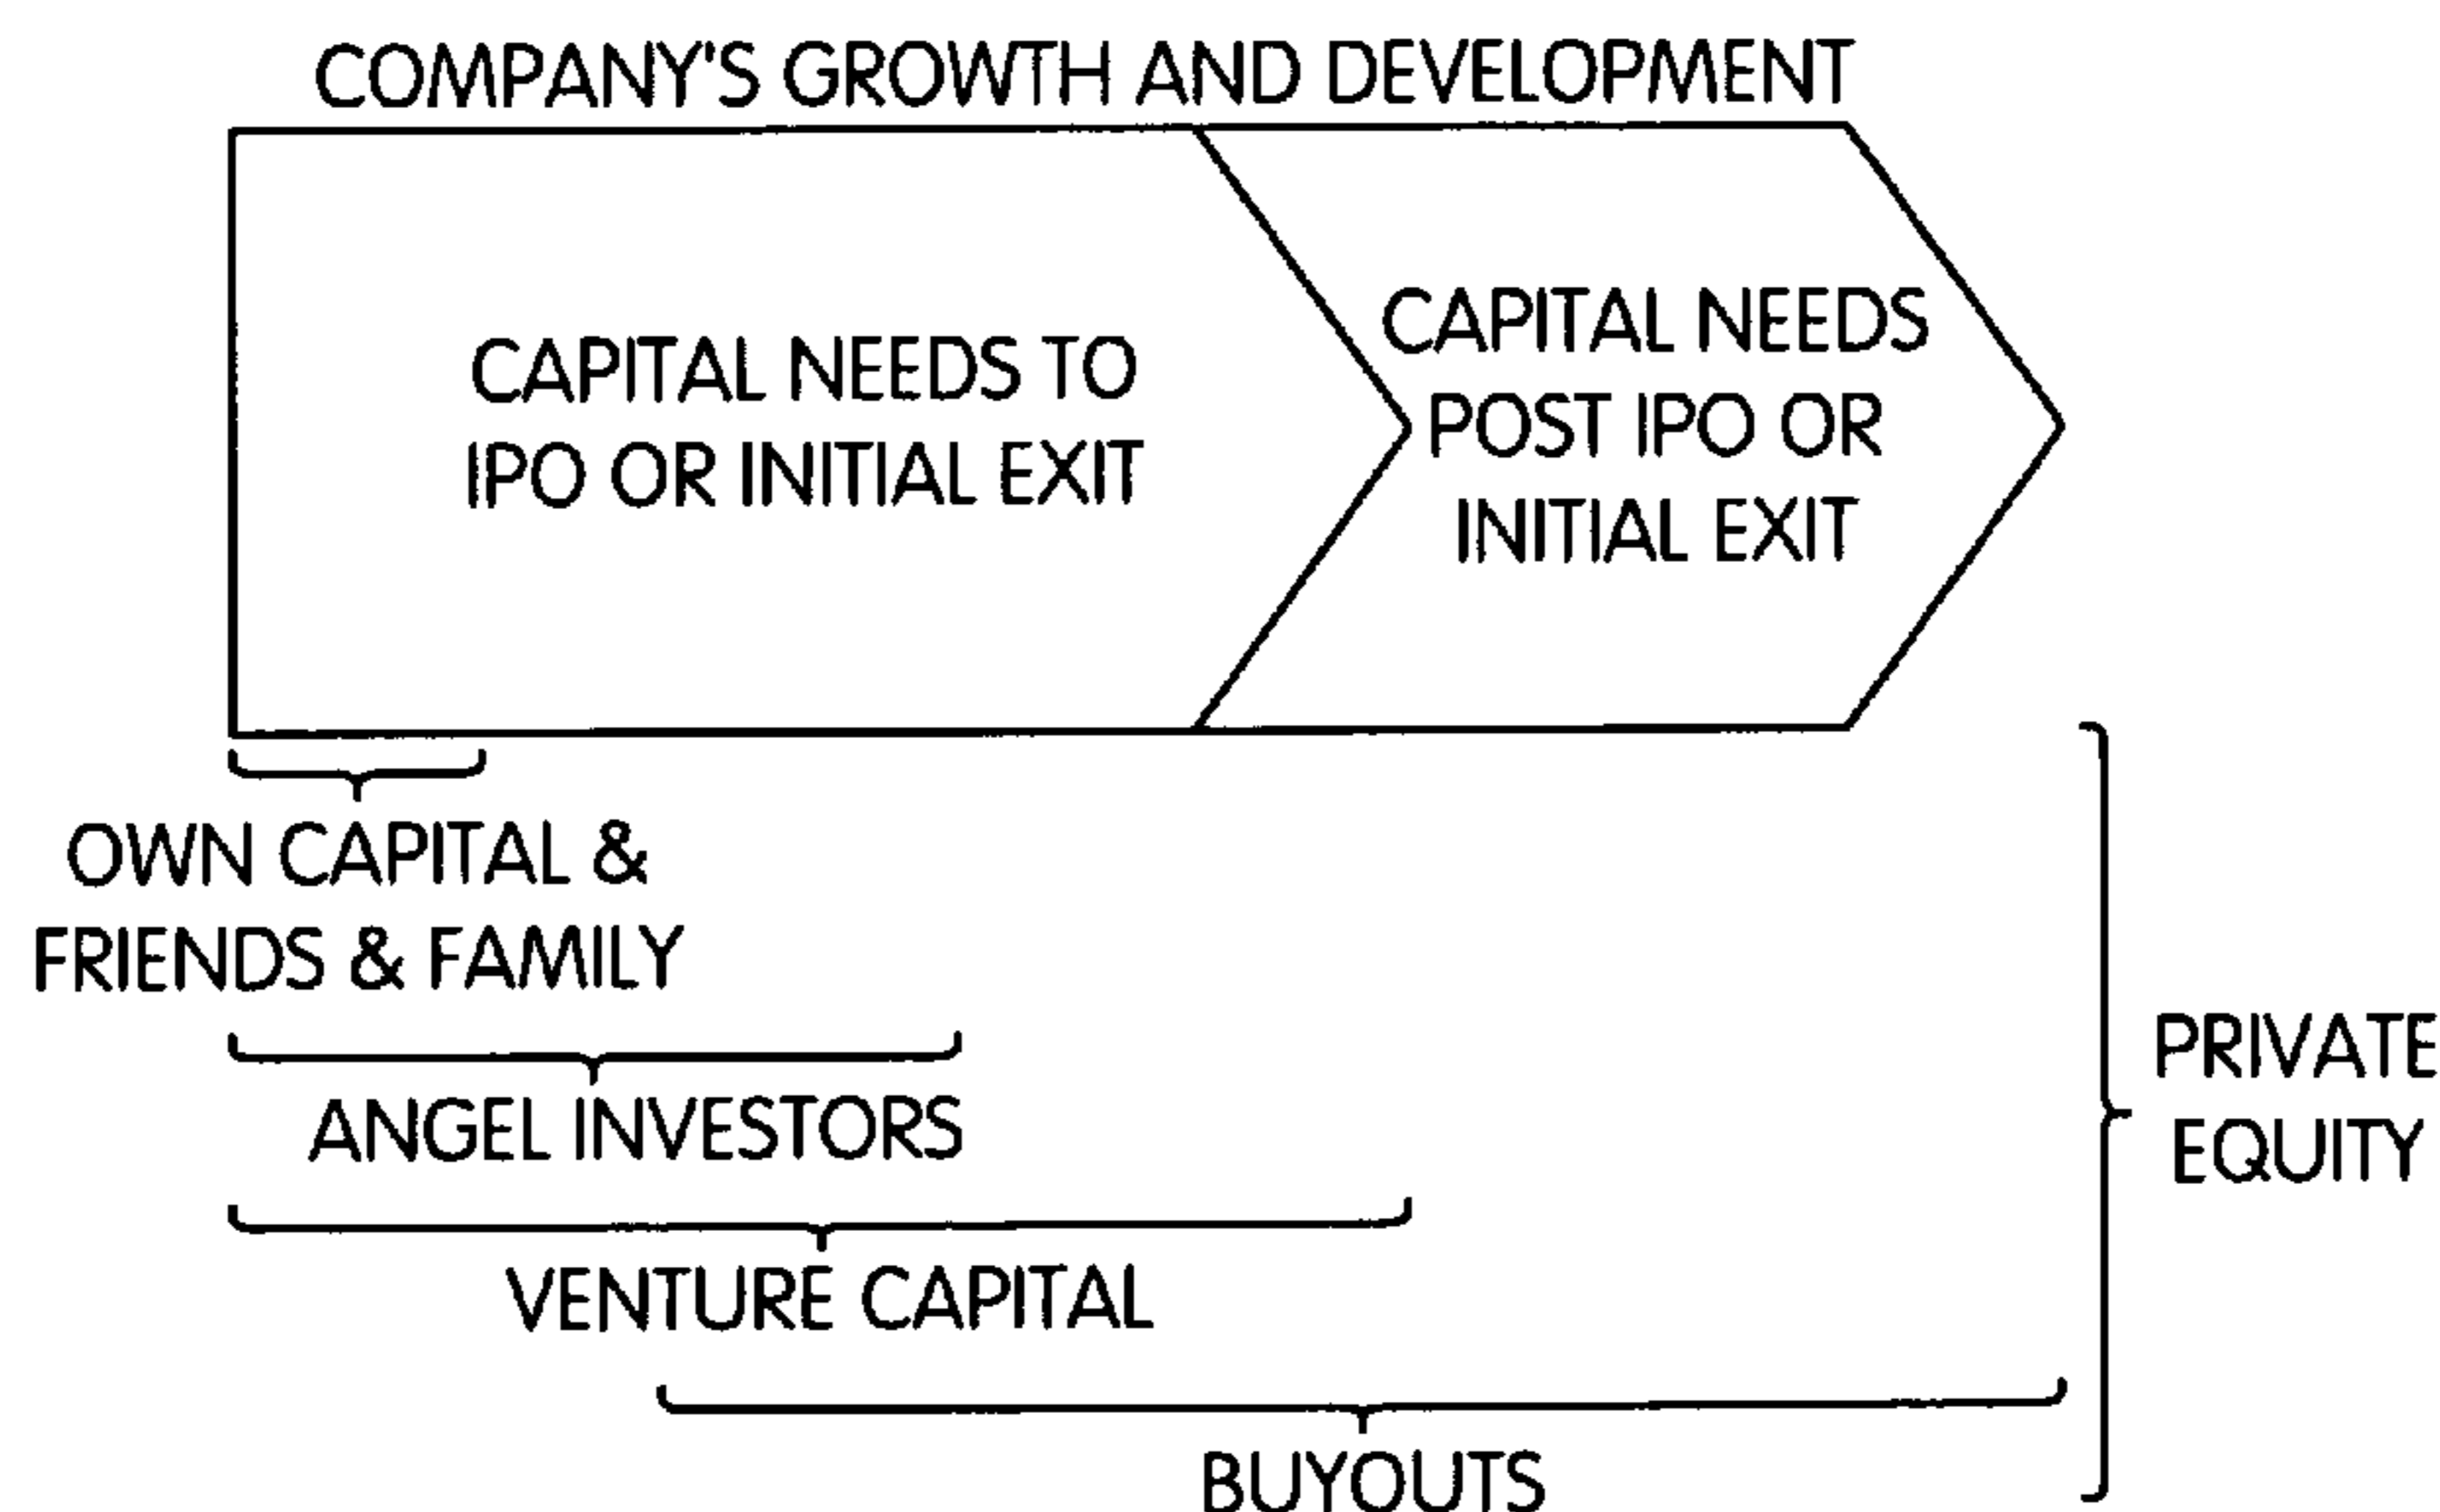 COMPANY'S GROWTH AND DEVELOPMENT
CAPITAL NEEDS TO
IPO OR INITIAL EXIT
CAPITAL NEEDS
POST IPO OR
INITIAL EXIT
OWN CAPITAL &
FRIENDS & FAMILY
ANGEL INVESTORS
VENTURE CAPITAL
BUYOUTS
PRIVATE
EQUITY